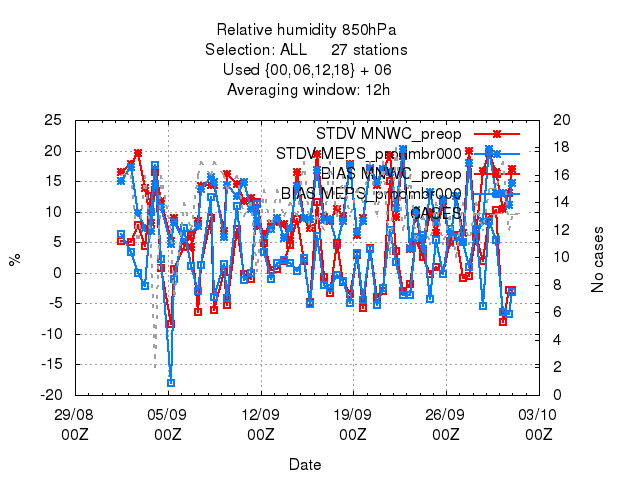 Relative humidity 850hPa
Selection: ALL 27 stations
Used {00,06,12,18} + 06
Averaging window: 12h
STDV MNWC_preop
STDV MEPS_prodmbr000
BIAS MNWC_preop
BIAS MEPS_prodmbr000
CASES
25
20
15
10
5
0
-5
-10
-15
-20
%
20
18
16
14
12
10
8
6
4
2
0
No cases
29/08 05/09 12/09 19/09 26/09 03/10
00Z 00Z 00Z 00Z 00Z 00Z
Date